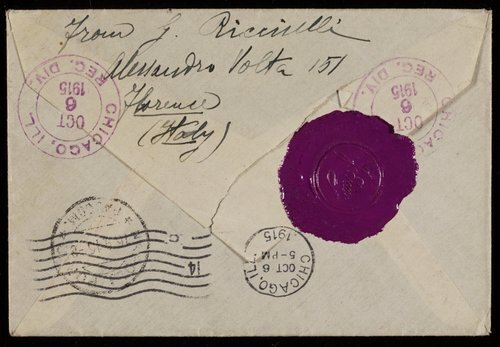 From G. Riccinelli
Alessandro Volta 151
Florence
(Italy)
CHICAGO, ILL.
REG. DIV.
OCT
6
1915
CHICAGO, ILL.
REG. DIV.
OCT
6
1915
CHICAGO, ILL.
OCT 6
5-PM
1915
14
C